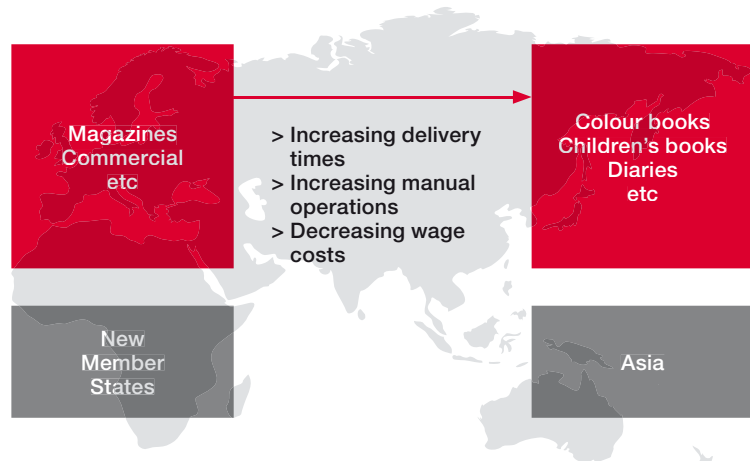 Magazines
Commercial
etc
> Increasing delivery
times
> Increasing manual
operations
> Decreasing wage
costs
Colour books
Children’s books
Diaries
etc
New
Member
States
Asia